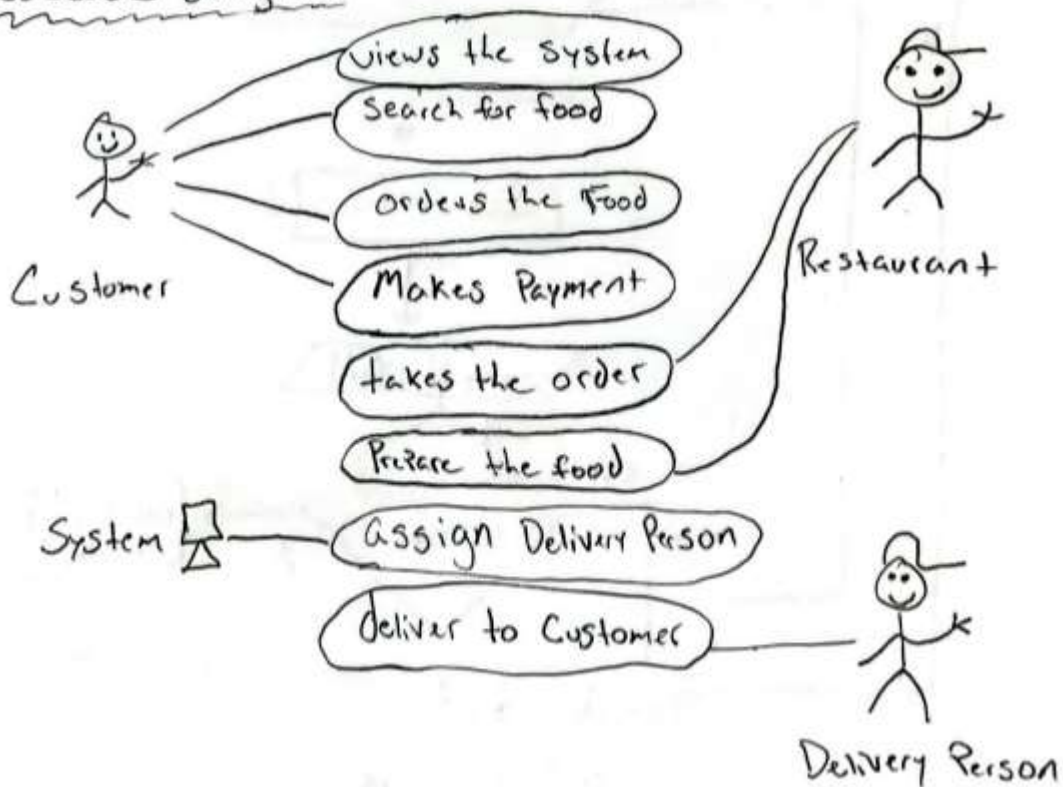 views the system
Search for food
orders the Food
Makes Payment
takes the order
Prepare the food
assign Delivery Person
deliver to Customer
Customer
Restaurant
System
Delivery Person